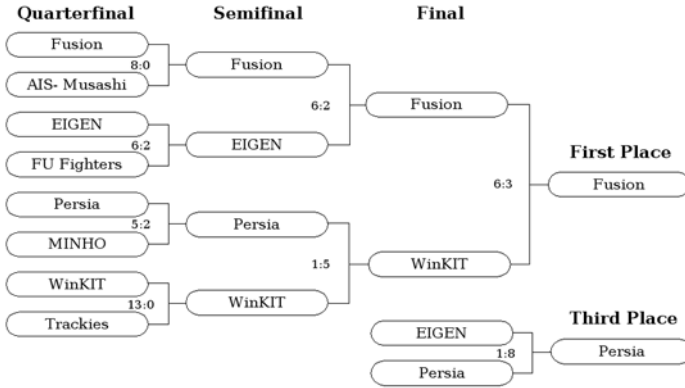 Quarterfinal Semifinal Final
Fusion
8:0
AIS- Musashi
Fusion
EIGEN
6:2
FU Fighters
EIGEN
6:2
Fusion
Persia
5:2
MINHO
Persia
WinKIT
13:0
Trackies
WinKIT
1:5
WinKIT
6:3
First Place
Fusion
EIGEN
1:8
Persia
Third Place
Persia